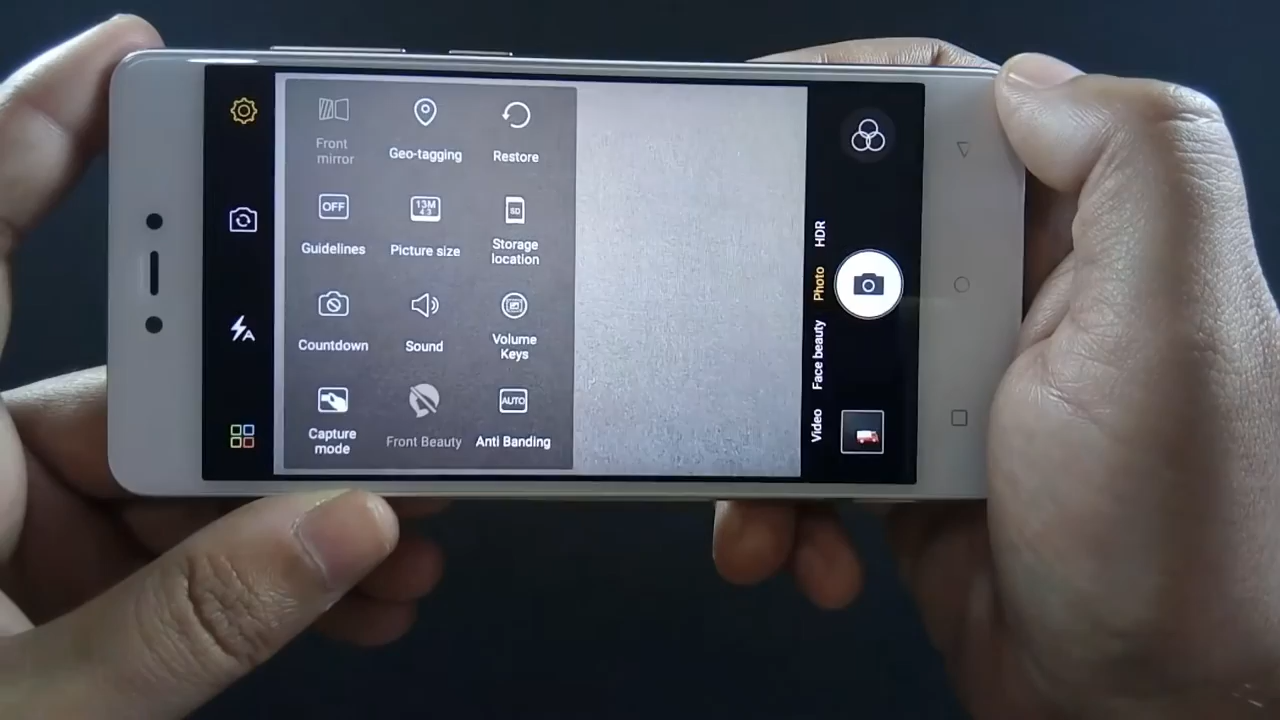 Front
mirror
Geo-tagging
Restore
OFF
Guidelines
13M
4:3
Picture size
SD
Storage
location
Countdown
Sound
Volume
Keys
Capture
mode
Front Beauty
AUTO
Anti Banding
A
HDR
Photo
Face beauty
Video